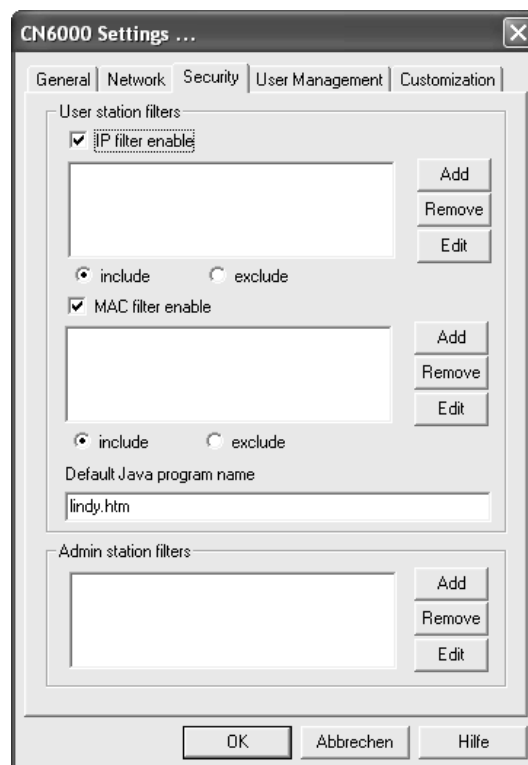 CN6000 Settings ...
General Network Security User Management Customization
User station filters
IP filter enable
Add
Remove
Edit
include exclude
MAC filter enable
Add
Remove
Edit
include exclude
Default Java program name
lindy.htm
Admin station filters
Add
Remove
Edit
OK Abbrechen Hilfe